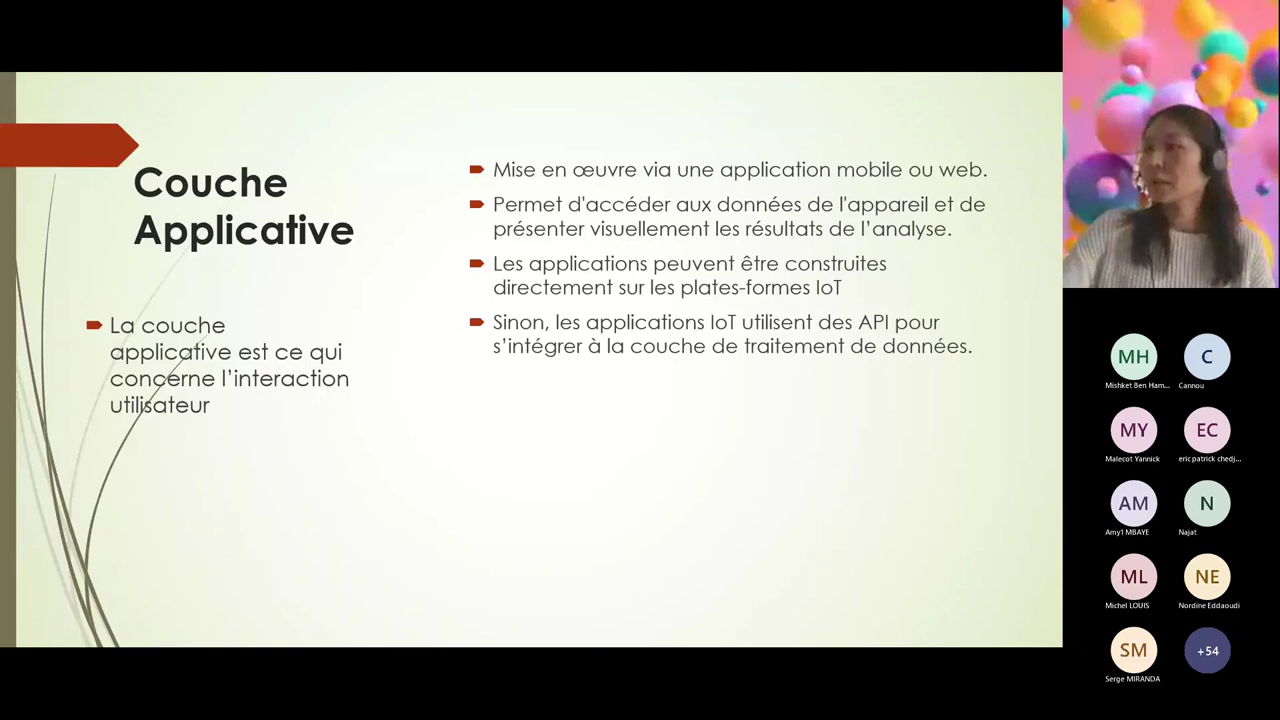 Couche
Applicative
La couche
applicative est ce qui
concerne l’interaction
utilisateur
Mise en œuvre via une application mobile ou web.
Permet d'accéder aux données de l'appareil et de
présenter visuellement les résultats de l’analyse.
Les applications peuvent être construites
directement sur les plates-formes IoT
Sinon, les applications IoT utilisent des API pour
s’intégrer à la couche de traitement de données.
MH
Mishket Ben Ham...
C
Cannou
MY
Malecot Yannick
EC
eric patrick chedj...
AM
Amy1 MBAYE
N
Najat
ML
Michel LOUIS
NE
Nordine Eddaoudi
SM
Serge MIRANDA
+54